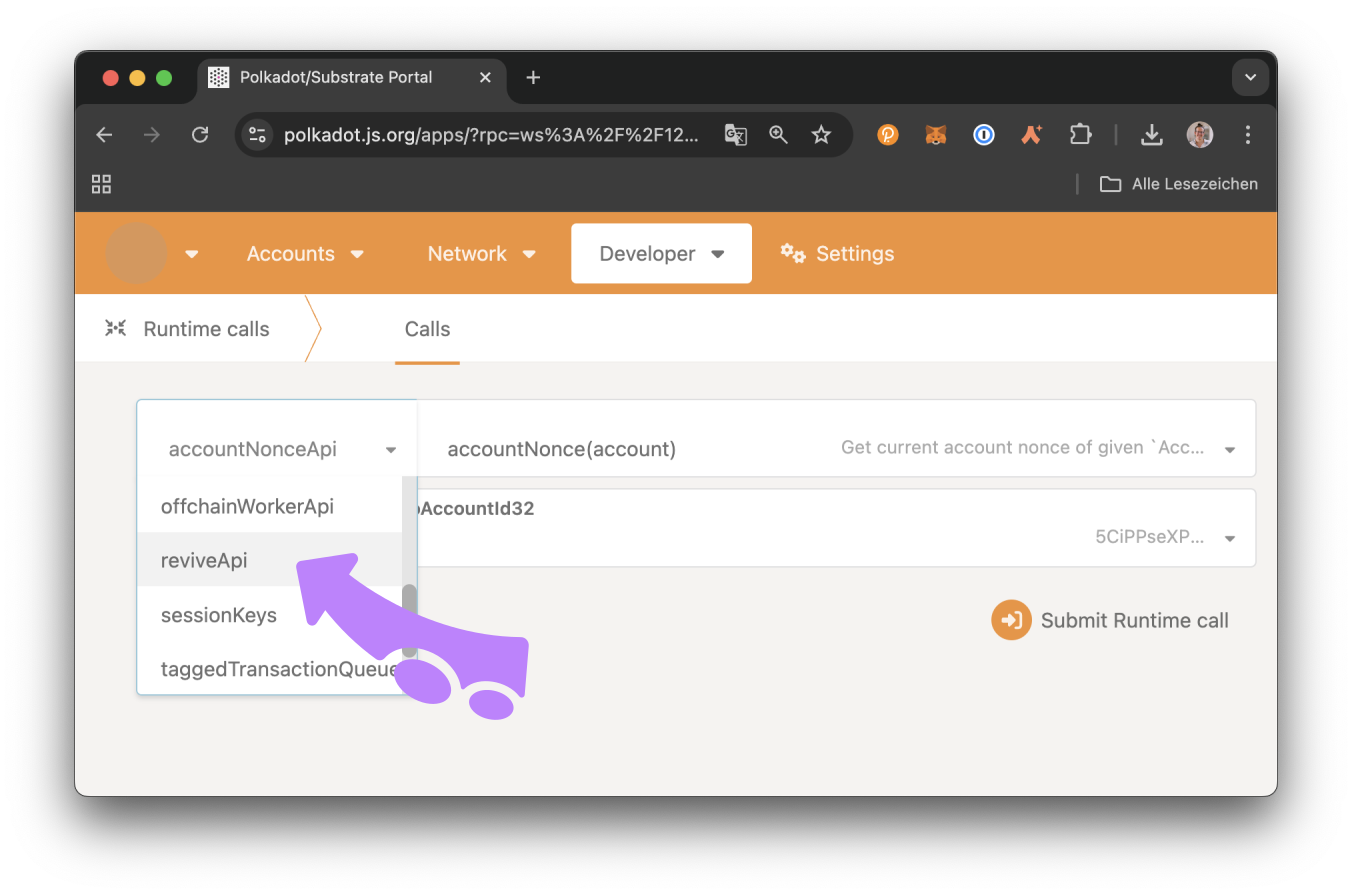 Polkadot/Substrate Portal
polkadot.js.org/apps/?rpc=ws%3A%2F%2F12...
Alle Lesezeichen
Accounts Network Developer Settings
Runtime calls Calls
accountNonceApi accountNonce(account) Get current account nonce of given `Acc...
offchainWorkerApi AccountId32
reviveApi 5CiPPseXP...
sessionKeys Submit Runtime call
taggedTransactionQueue